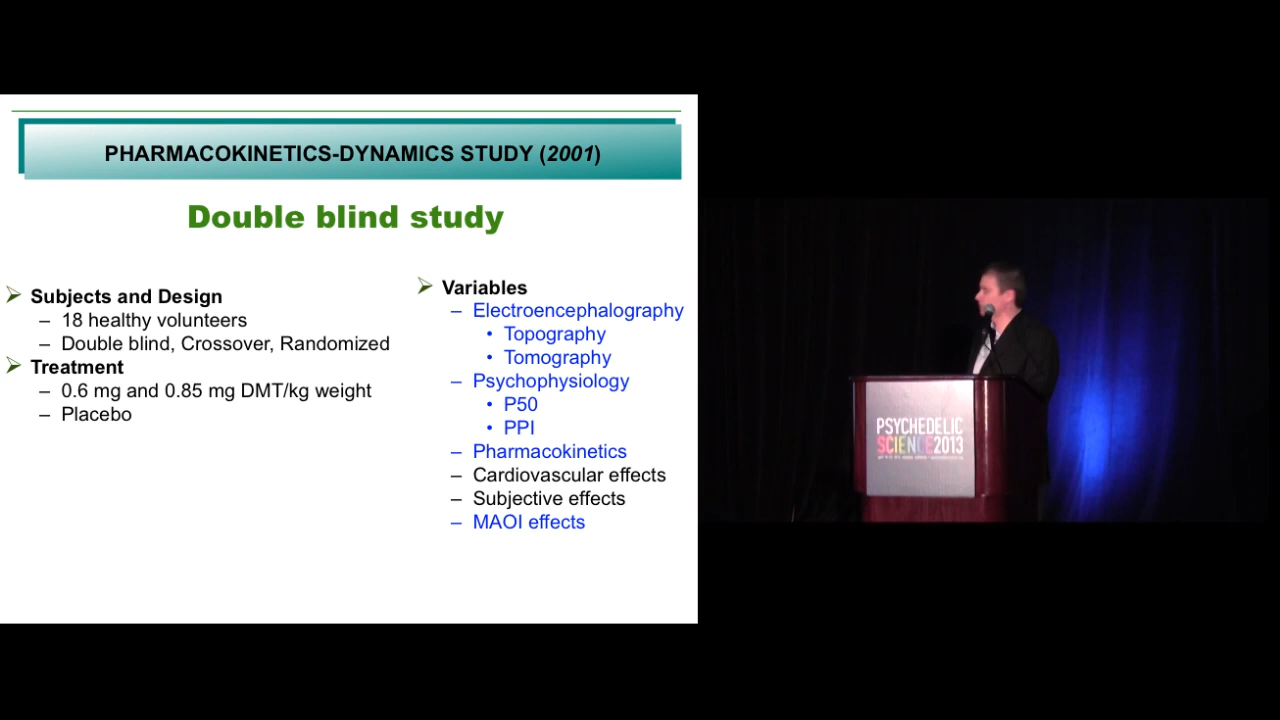 PHARMACOKINETICS-DYNAMICS STUDY (2001)
Double blind study
Subjects and Design
– 18 healthy volunteers
– Double blind, Crossover, Randomized
Treatment
– 0.6 mg and 0.85 mg DMT/kg weight
– Placebo
Variables
– Electroencephalography
• Topography
• Tomography
– Psychophysiology
• P50
• PPI
– Pharmacokinetics
– Cardiovascular effects
– Subjective effects
– MAOI effects
PSYCHEDELIC
SCIENCE2013